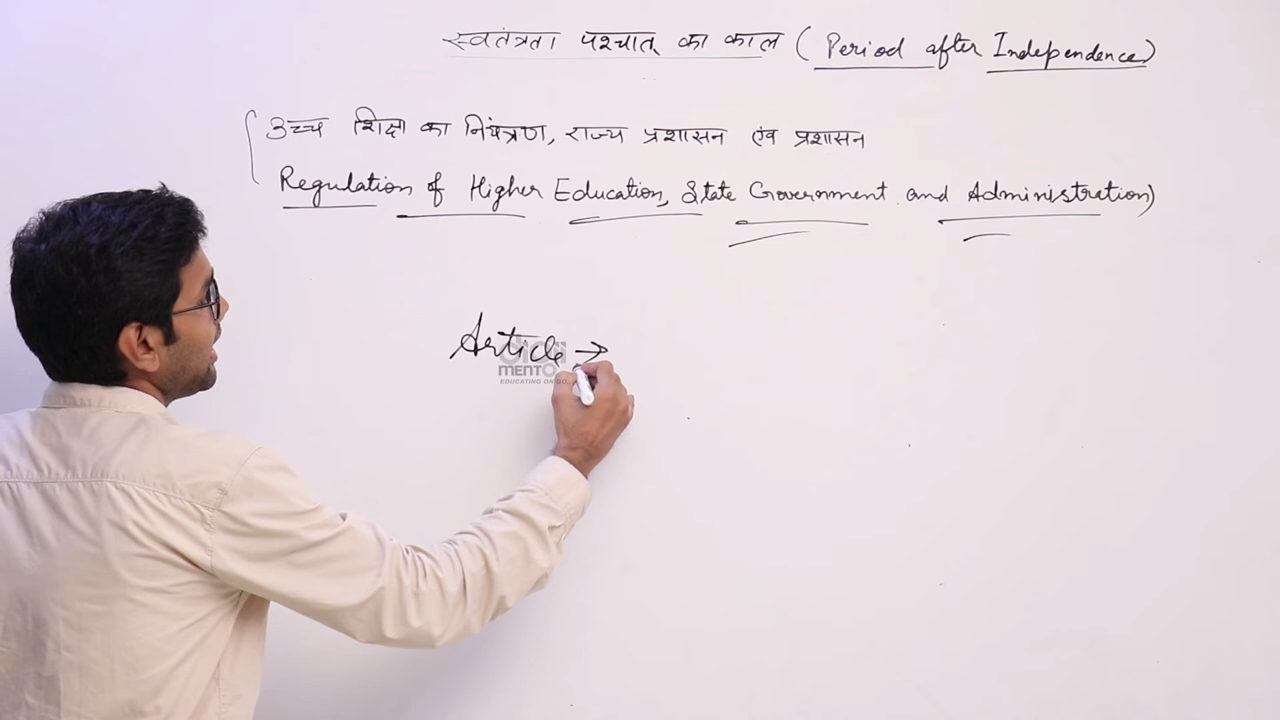 स्वतंत्रता पश्चात् का काल (Period after Independence)
उच्च शिक्षा का नियंत्रण, राज्य प्रशासन एंव प्रशासन
Regulation of Higher Education, State Government and Administration)
Article →
MENTO
EDUCATING ON GO...